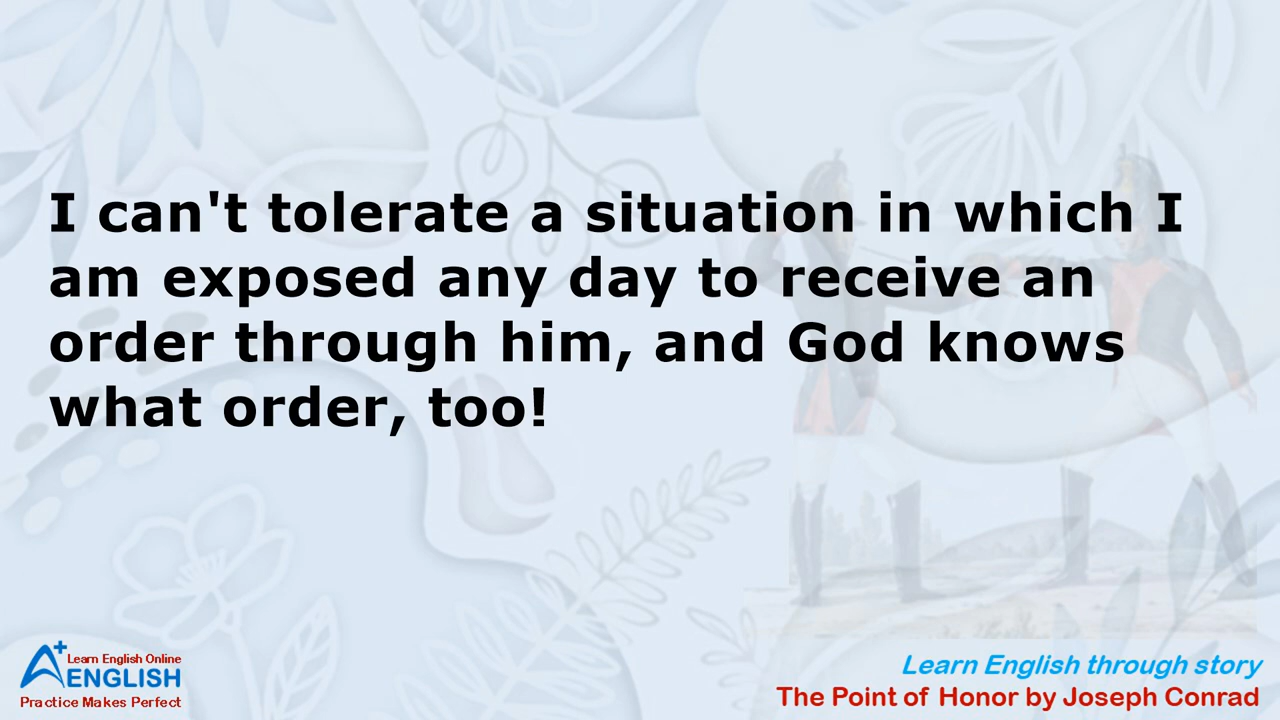 I can't tolerate a situation in which I
am exposed any day to receive an
order through him, and God knows
what order, too!
A+ Learn English Online
ENGLISH
Practice Makes Perfect
Learn English through story
The Point of Honor by Joseph Conrad